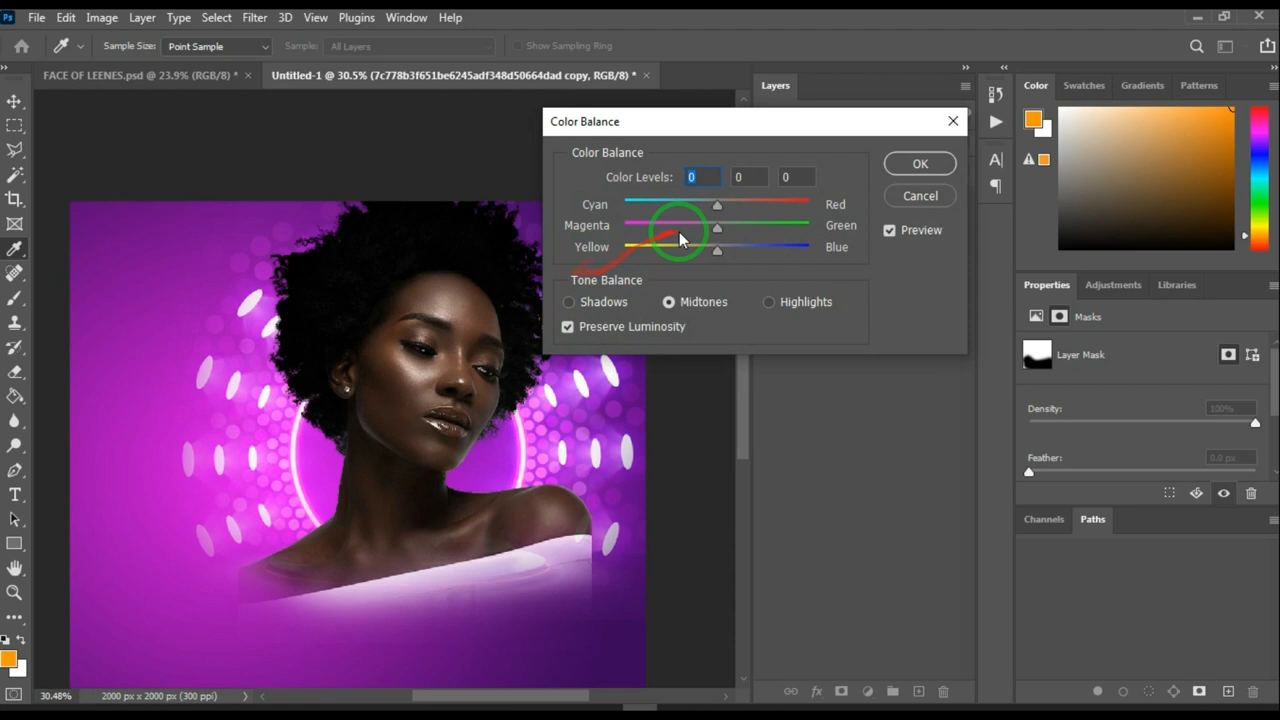 Ps File Edit Image Layer Type Select Filter 3D View Plugins Window Help
Sample Size: Point Sample Sample: All Layers Show Sampling Ring
FACE OF LEENES.psd @ 23.9% (RGB/8) * × Untitled-1 @ 30.5% (7c778b3f651be6245adf348d50664dad copy, RGB/8) * ×
Layers
Color Swatches Gradients Patterns
Color Balance
Color Balance
Color Levels: 0 0 0
OK
Cyan Red
Cancel
Magenta Green
Preview
Yellow Blue
Tone Balance
Shadows Midtones Highlights
Preserve Luminosity
Properties Adjustments Libraries
Masks
Layer Mask
Density: 100%
Feather: 0.0 px
Channels Paths
30.48% 2000 px x 2000 px (300 ppi)